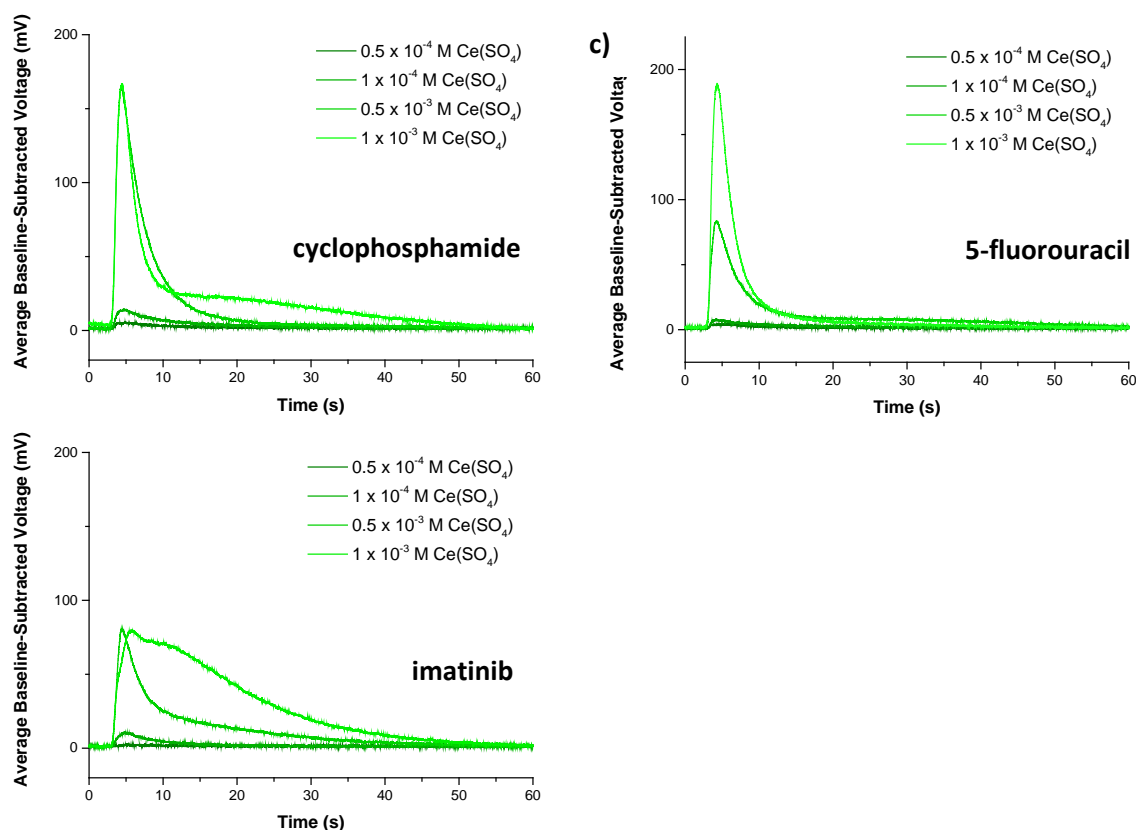 Average Baseline-Subtracted Voltage (mV)
200
100
0
0.5 x 10⁻⁴ M Ce(SO₄)
1 x 10⁻⁴ M Ce(SO₄)
0.5 x 10⁻³ M Ce(SO₄)
1 x 10⁻³ M Ce(SO₄)
cyclophosphamide
0 10 20 30 40 50 60
Time (s)
c)
Average Baseline-Subtracted Volta
200
100
0
0.5 x 10⁻⁴ M Ce(SO₄)
1 x 10⁻⁴ M Ce(SO₄)
0.5 x 10⁻³ M Ce(SO₄)
1 x 10⁻³ M Ce(SO₄)
5-fluorouracil
0 10 20 30 40 50 60
Time (s)
Average Baseline-Subtracted Voltage (mV)
200
100
0
0.5 x 10⁻⁴ M Ce(SO₄)
1 x 10⁻⁴ M Ce(SO₄)
0.5 x 10⁻³ M Ce(SO₄)
1 x 10⁻³ M Ce(SO₄)
imatinib
0 10 20 30 40 50 60
Time (s)